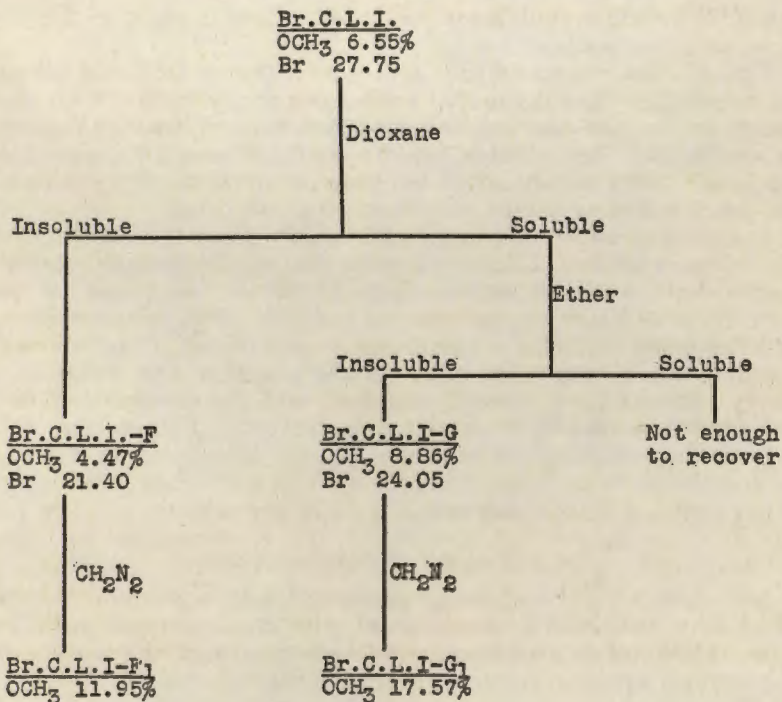 Br.C.L.I.
OCH3 6.55%
Br 27.75
Dioxane
Insoluble
Soluble
Ether
Insoluble
Soluble
Br.C.L.I.-F
OCH3 4.47%
Br 21.40
Br.C.L.I-G
OCH3 8.86%
Br 24.05
Not enough
to recover
CH2N2
CH2N2
Br.C.L.I-F1
OCH3 11.95%
Br.C.L.I-G1
OCH3 17.57%